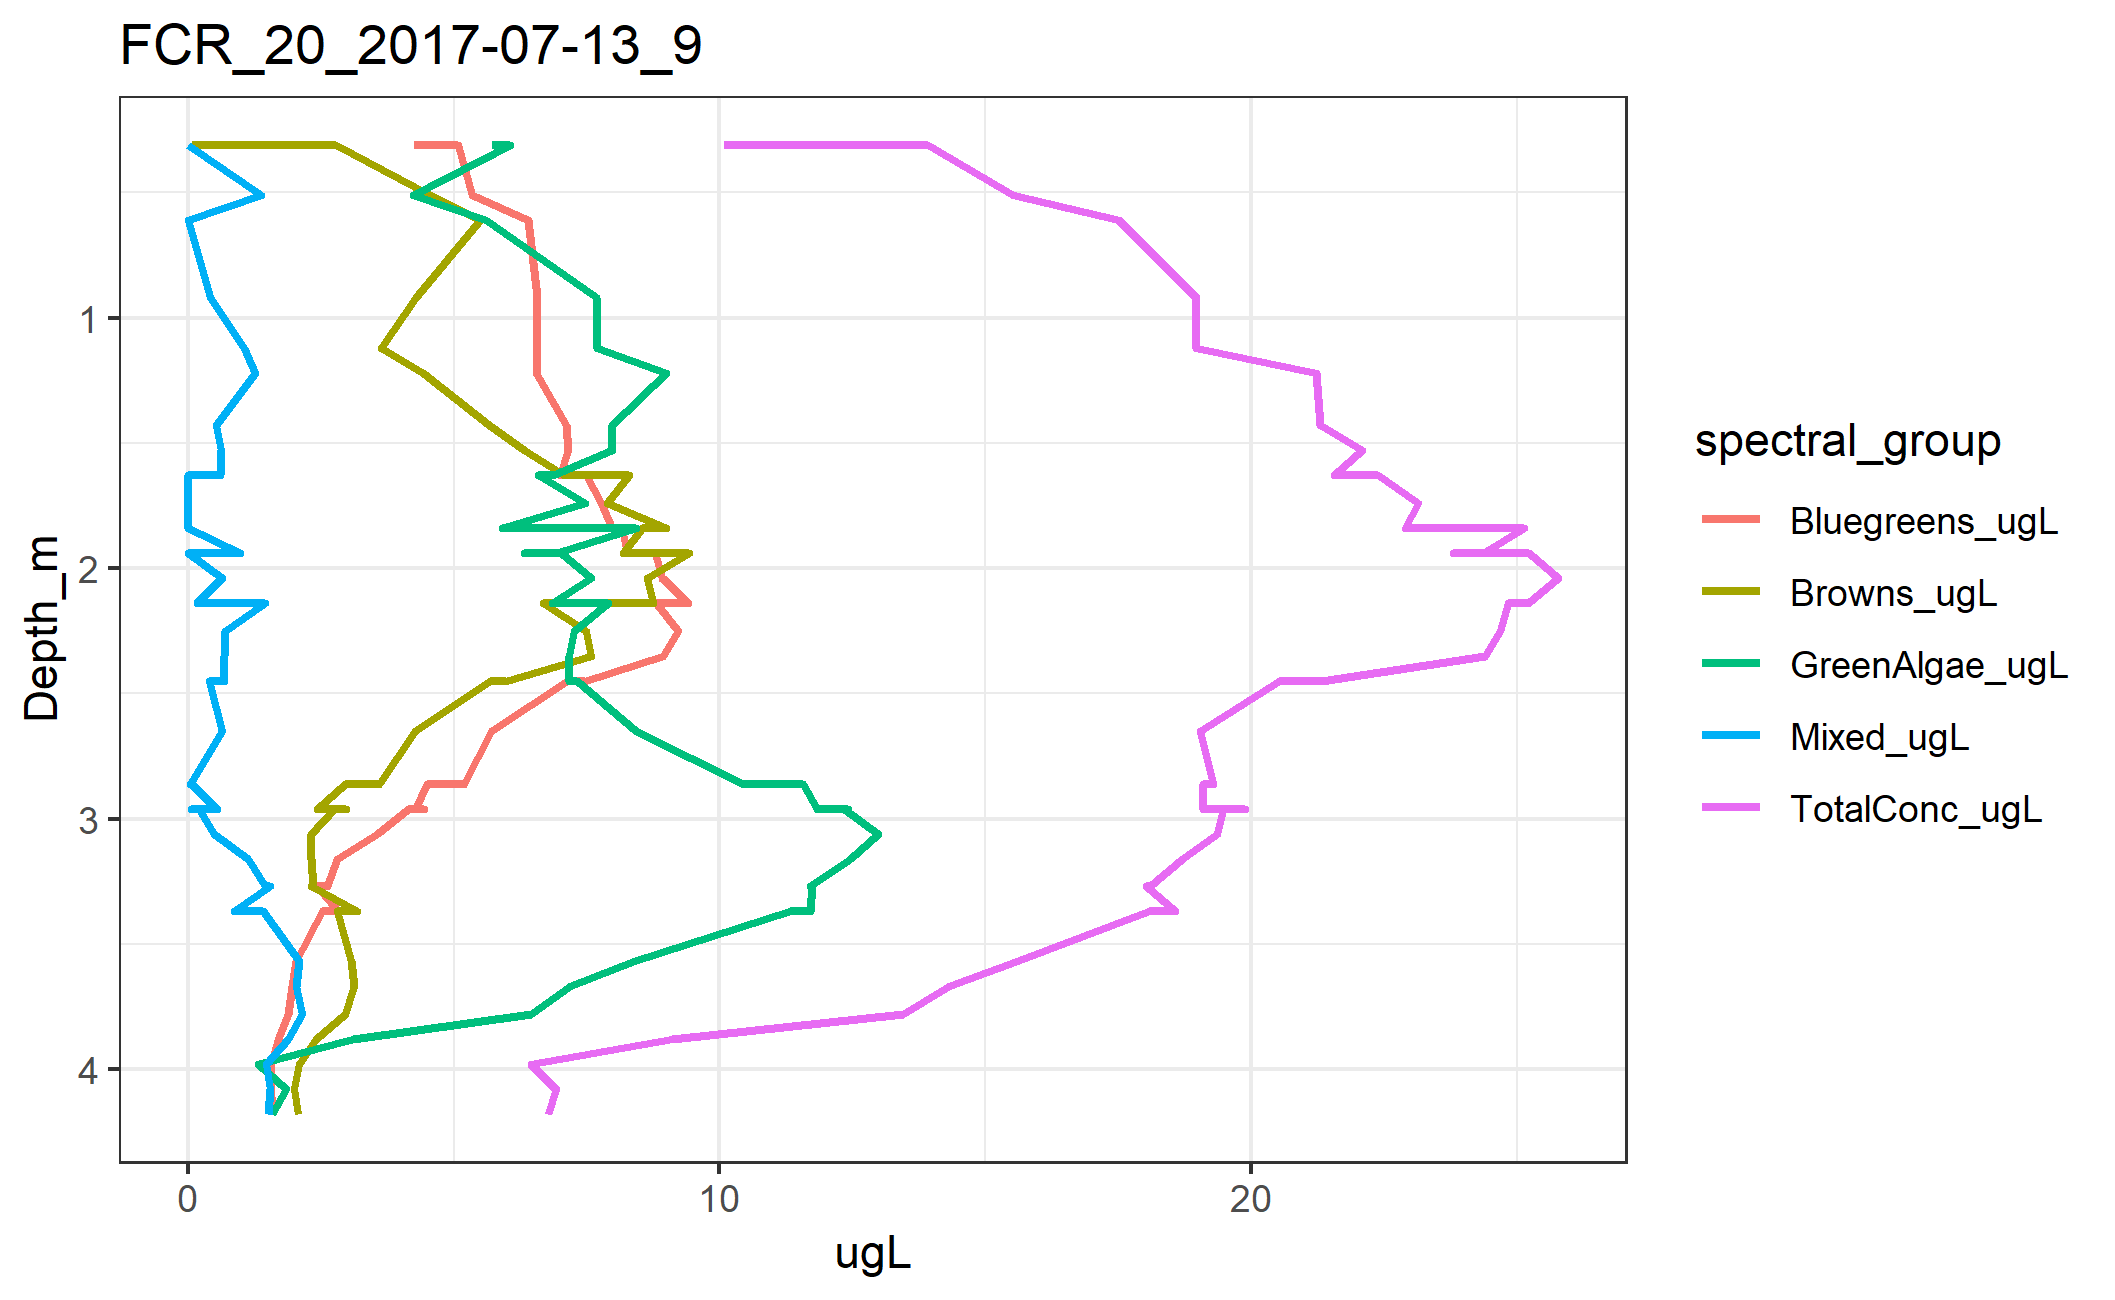 FCR_20_2017-07-13_9
Depth_m
1
2
3
4
0
10
20
ugL
spectral_group
Bluegreens_ugL
Browns_ugL
GreenAlgae_ugL
Mixed_ugL
TotalConc_ugL